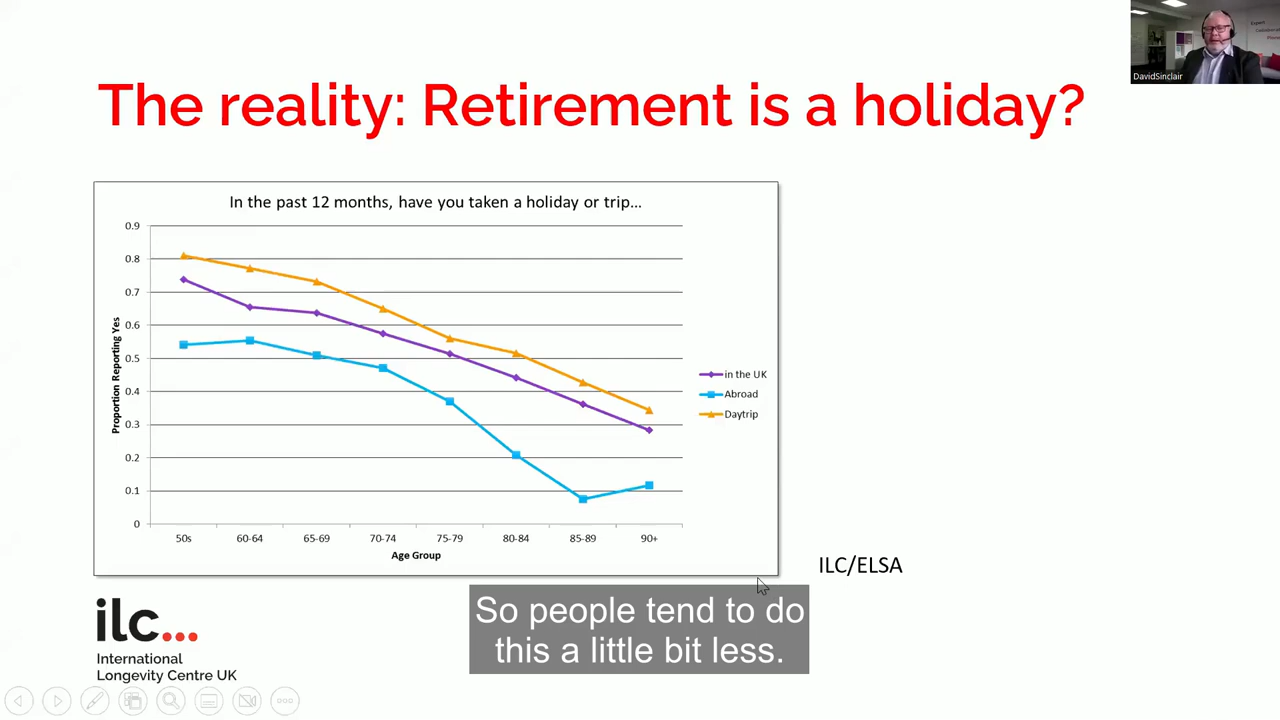 DavidSinclair
The reality: Retirement is a holiday?
In the past 12 months, have you taken a holiday or trip...
Proportion Reporting Yes
0.9
0.8
0.7
0.6
0.5
0.4
0.3
0.2
0.1
0
50s 60-64 65-69 70-74 75-79 80-84 85-89 90+
Age Group
in the UK
Abroad
Daytrip
ILC/ELSA
ilc...
International
Longevity Centre UK
So people tend to do
this a little bit less.